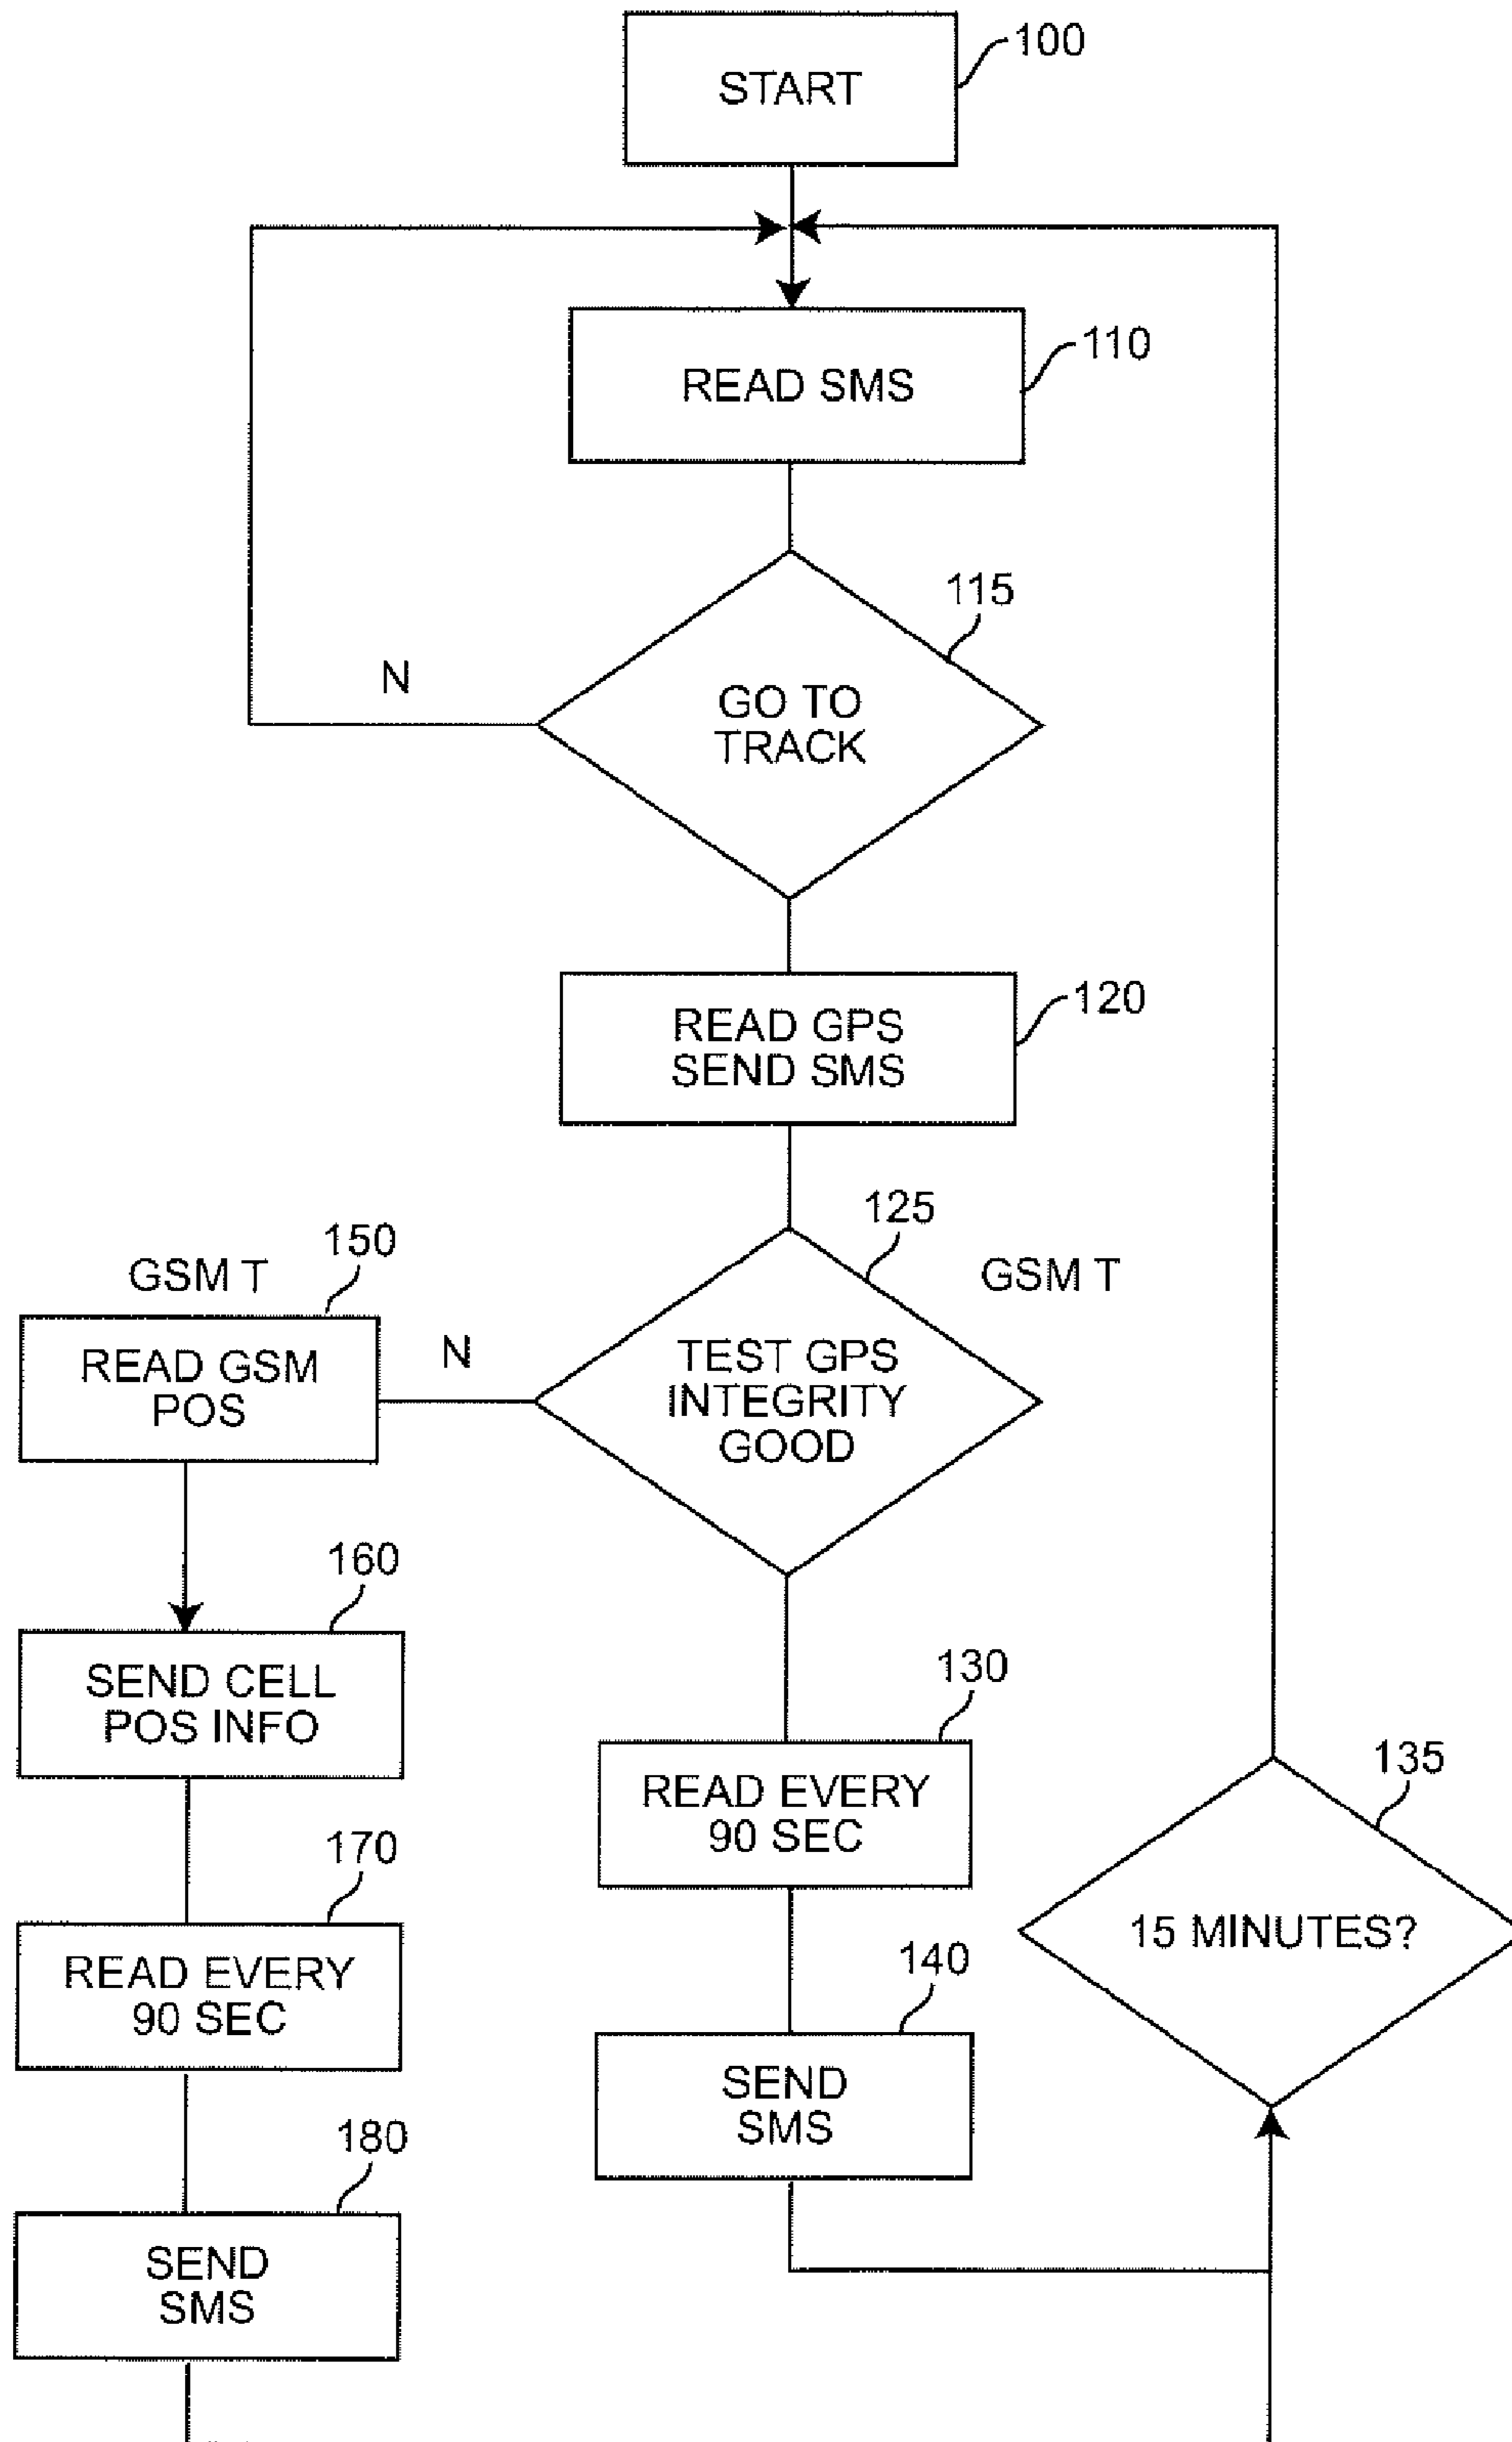 START
100
READ SMS
110
115
N
GO TO
TRACK
READ GPS
SEND SMS
120
125
150
GSM T
GSM T
READ GSM
POS
N
TEST GPS
INTEGRITY
GOOD
160
SEND CELL
POS INFO
130
READ EVERY
90 SEC
135
15 MINUTES?
170
READ EVERY
90 SEC
140
SEND
SMS
180
SEND
SMS